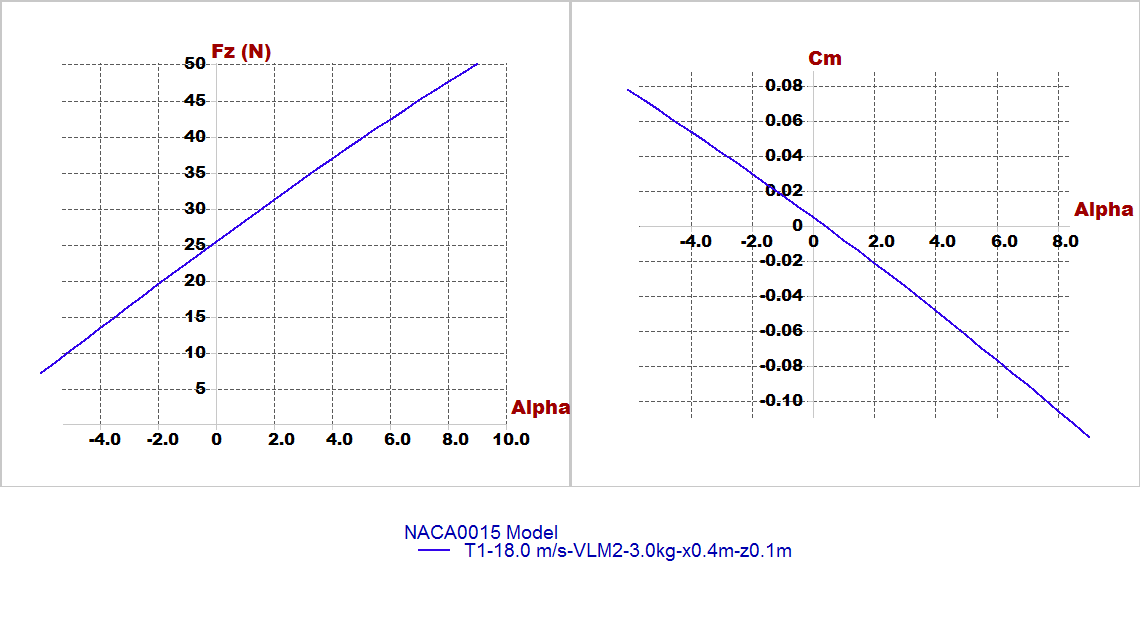 Fz (N)
50
45
40
35
30
25
20
15
10
5
Alpha
-4.0 -2.0 0 2.0 4.0 6.0 8.0 10.0
Cm
0.08
0.06
0.04
0.02
Alpha
0
-4.0 -2.0 0 2.0 4.0 6.0 8.0
-0.02
-0.04
-0.06
-0.08
-0.10
NACA0015 Model
T1-18.0 m/s-VLM2-3.0kg-x0.4m-z0.1m